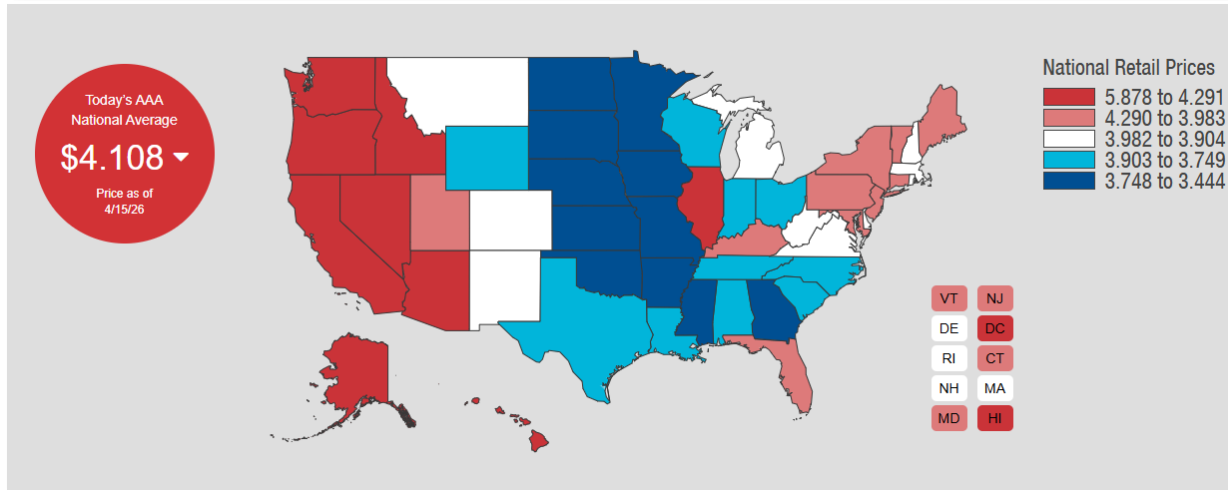 Today's AAA
National Average
$4.108
Price as of
4/15/26
National Retail Prices
5.878 to 4.291
4.290 to 3.983
3.982 to 3.904
3.903 to 3.749
3.748 to 3.444
VT NJ
DE DC
RI CT
NH MA
MD HI